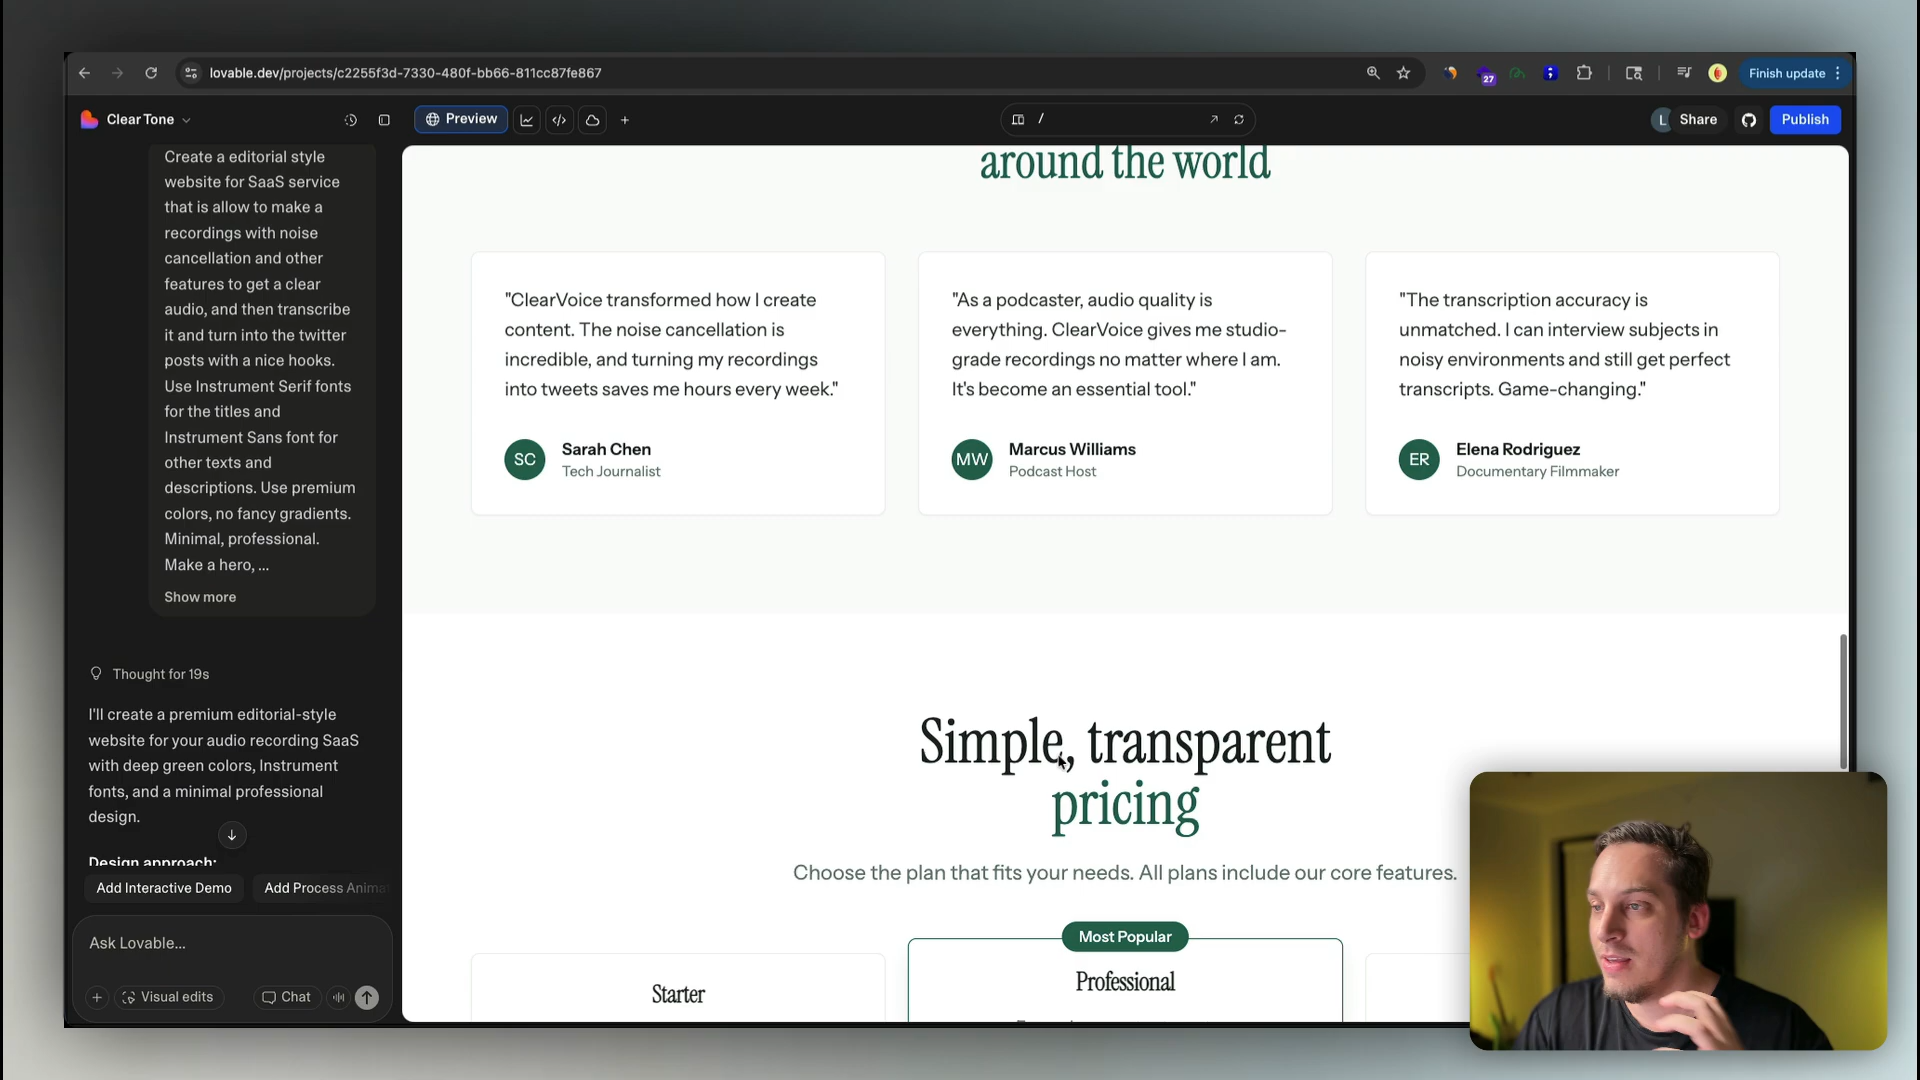 lovable.dev/projects/c2255f3d-7330-480f-bb66-811cc87fe867
27
Finish update
Clear Tone
Preview
/
L
Share
Publish
Create a editorial style
website for SaaS service
that is allow to make a
recordings with noise
cancellation and other
features to get a clear
audio, and then transcribe
it and turn into the twitter
posts with a nice hooks.
Use Instrument Serif fonts
for the titles and
Instrument Sans font for
other texts and
descriptions. Use premium
colors, no fancy gradients.
Minimal, professional.
Make a hero, ...
Show more
Thought for 19s
I'll create a premium editorial-style
website for your audio recording SaaS
with deep green colors, Instrument
fonts, and a minimal professional
design.
Design approach:
Add Interactive Demo
Add Process Anima
Ask Lovable...
Visual edits
Chat
around the world
"ClearVoice transformed how I create
content. The noise cancellation is
incredible, and turning my recordings
into tweets saves me hours every week."
SC
Sarah Chen
Tech Journalist
"As a podcaster, audio quality is
everything. ClearVoice gives me studio-
grade recordings no matter where I am.
It's become an essential tool."
MW
Marcus Williams
Podcast Host
"The transcription accuracy is
unmatched. I can interview subjects in
noisy environments and still get perfect
transcripts. Game-changing."
ER
Elena Rodriguez
Documentary Filmmaker
Simple, transparent
pricing
Choose the plan that fits your needs. All plans include our core features.
Starter
Most Popular
Professional